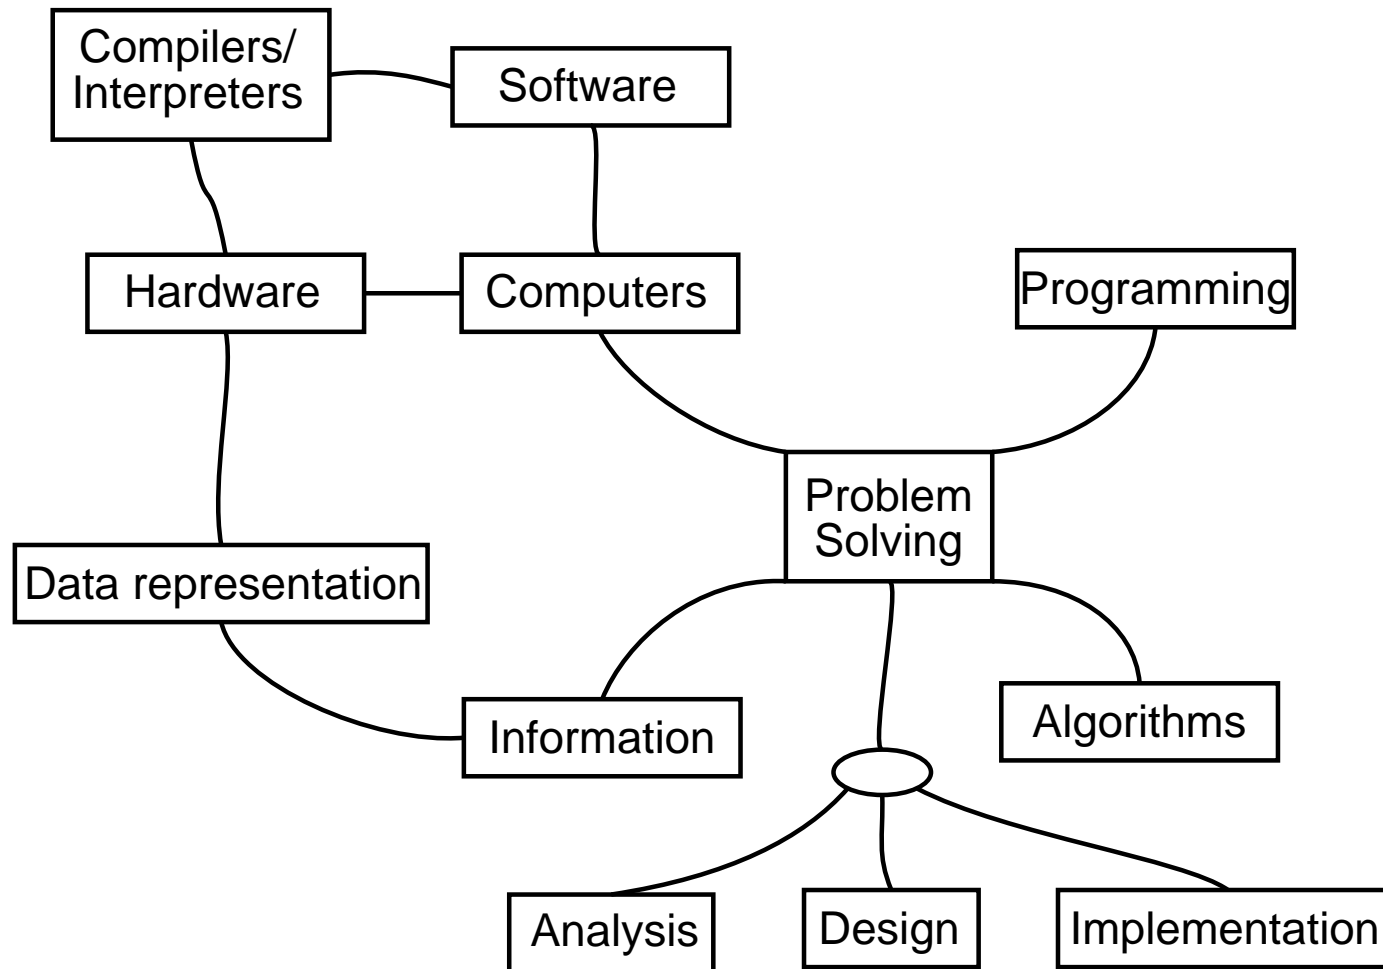 Compilers/
Interpreters
Software
Hardware
Computers
Programming
Problem
Solving
Data representation
Information
Algorithms
Analysis
Design
Implementation